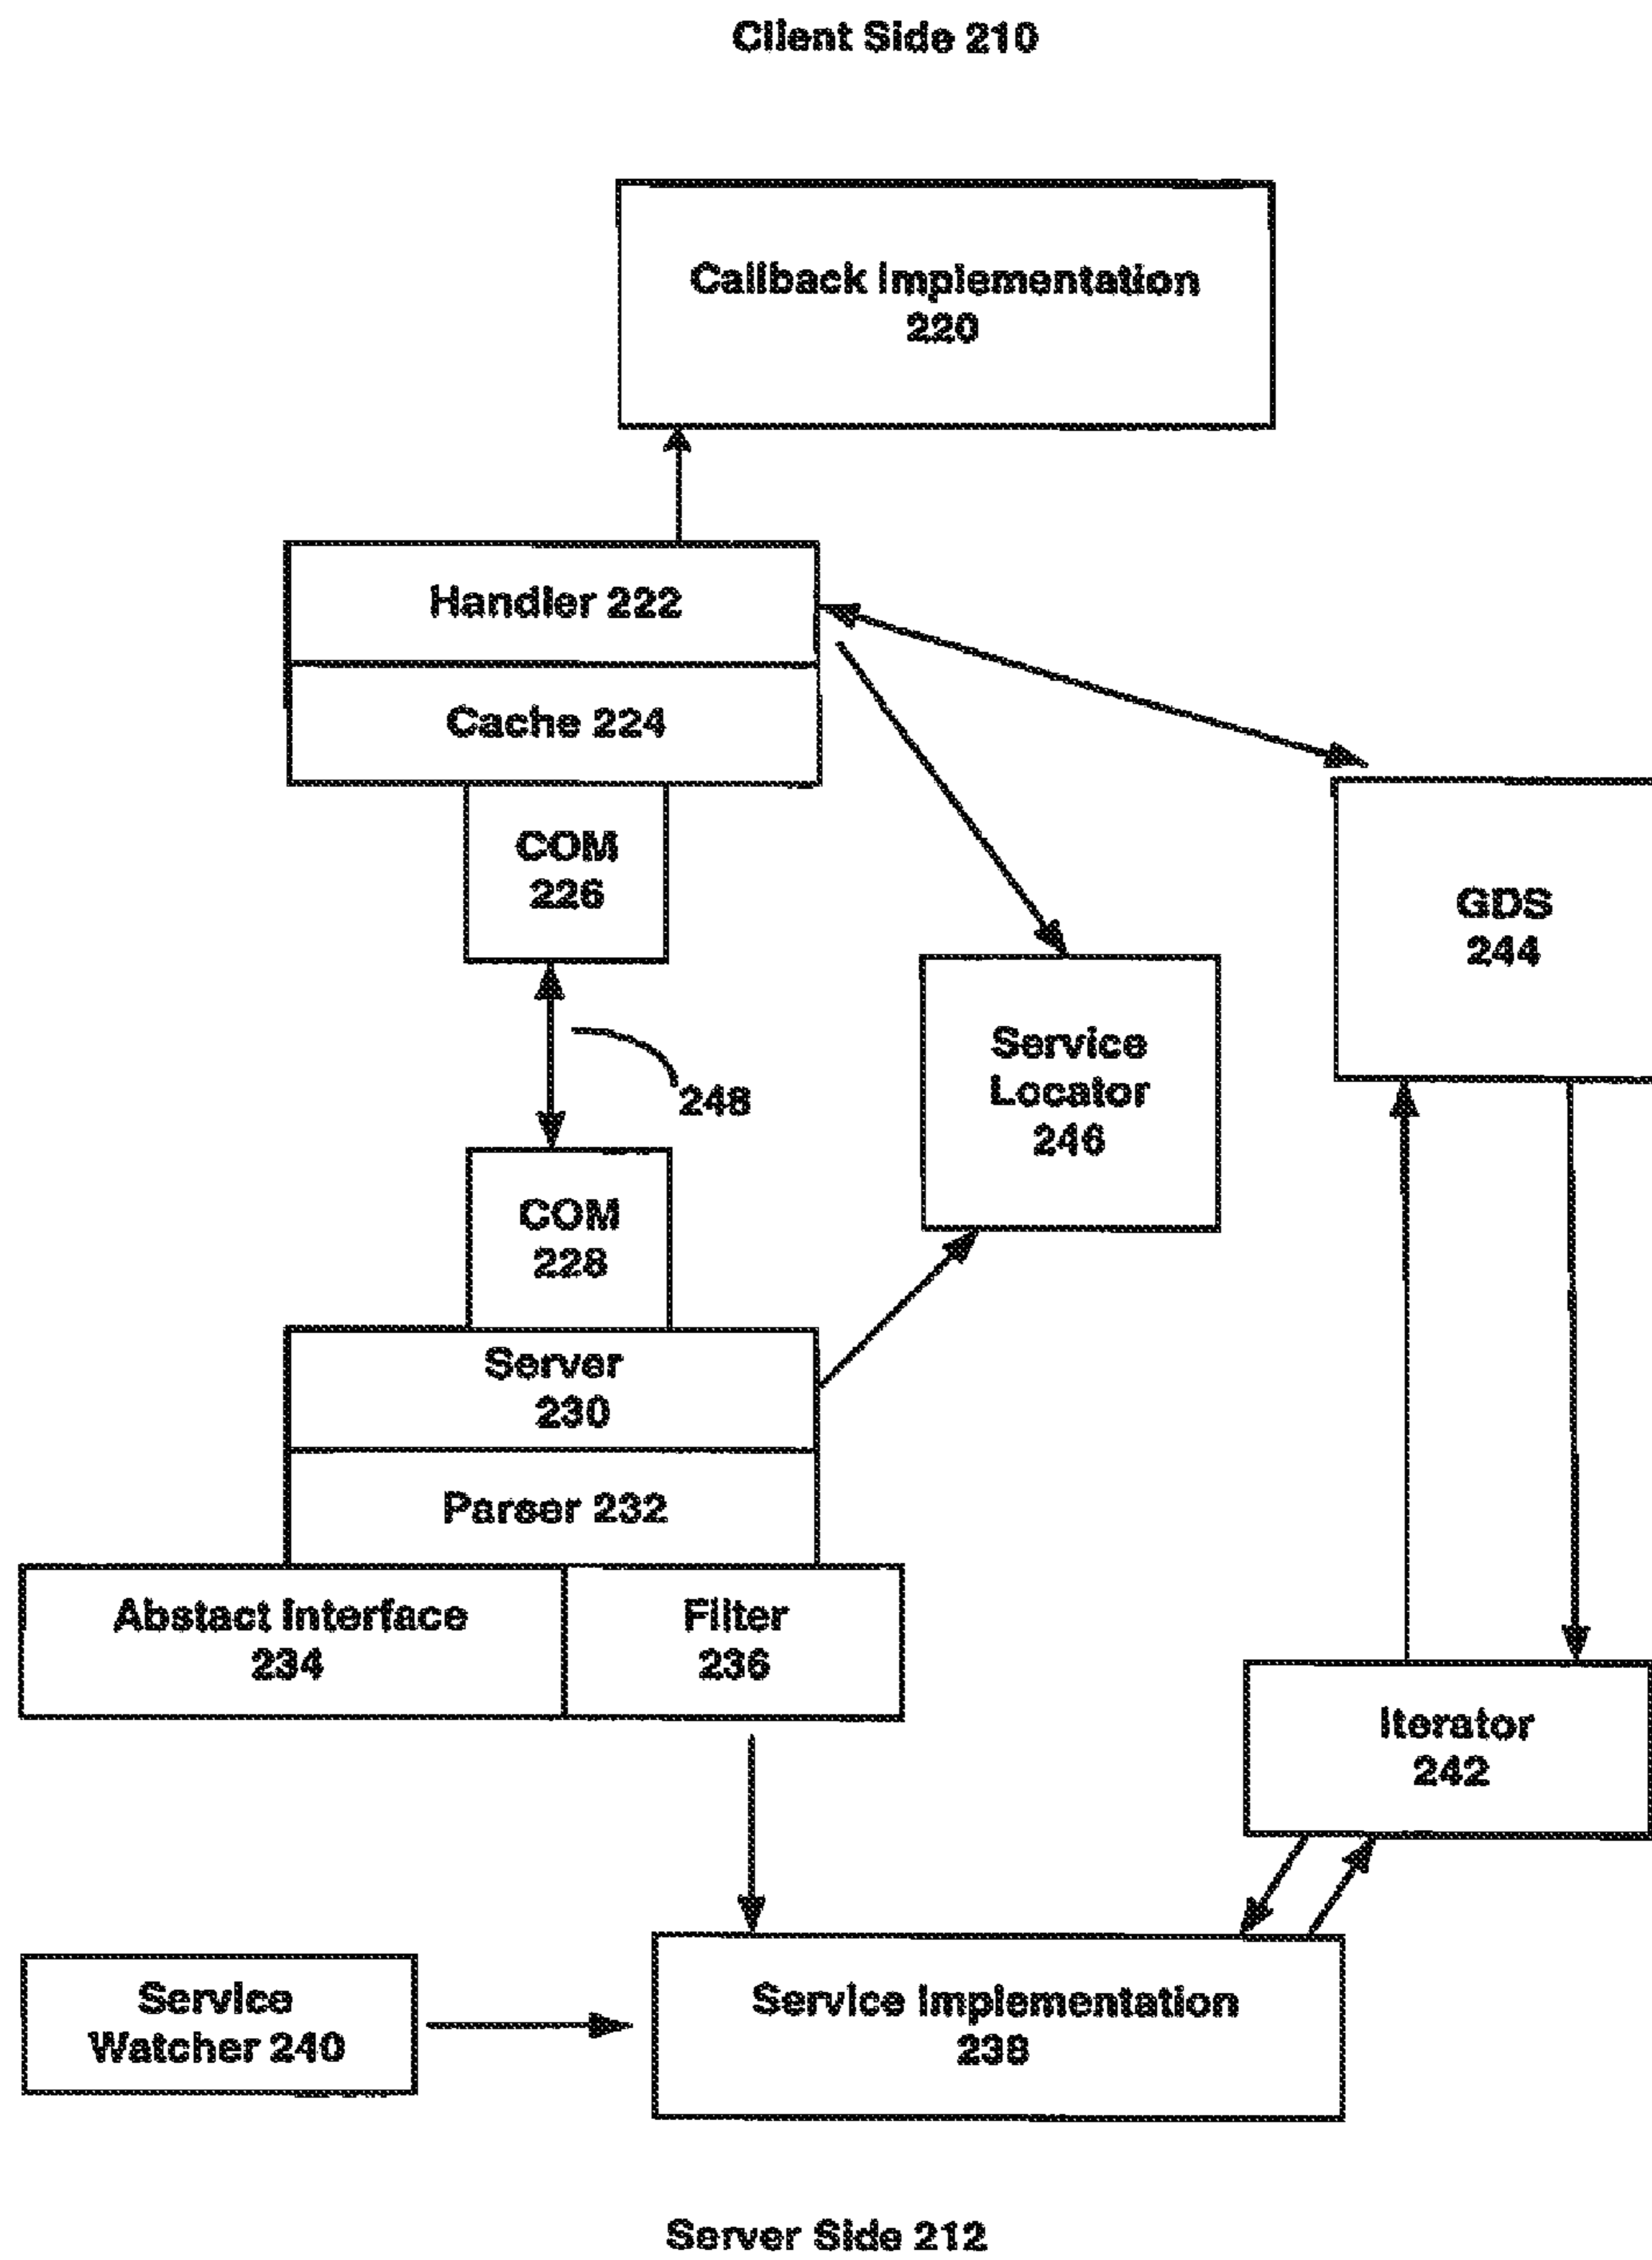 Client Side 210
Callback Implementation
220
Handler 222
Cache 224
COM
226
GDS
244
Service
Locator
246
248
COM
228
Server
230
Parser 232
Abstact Interface
234
Filter
236
Iterator
242
Service
Watcher 240
Service Implementation
238
Server Side 212